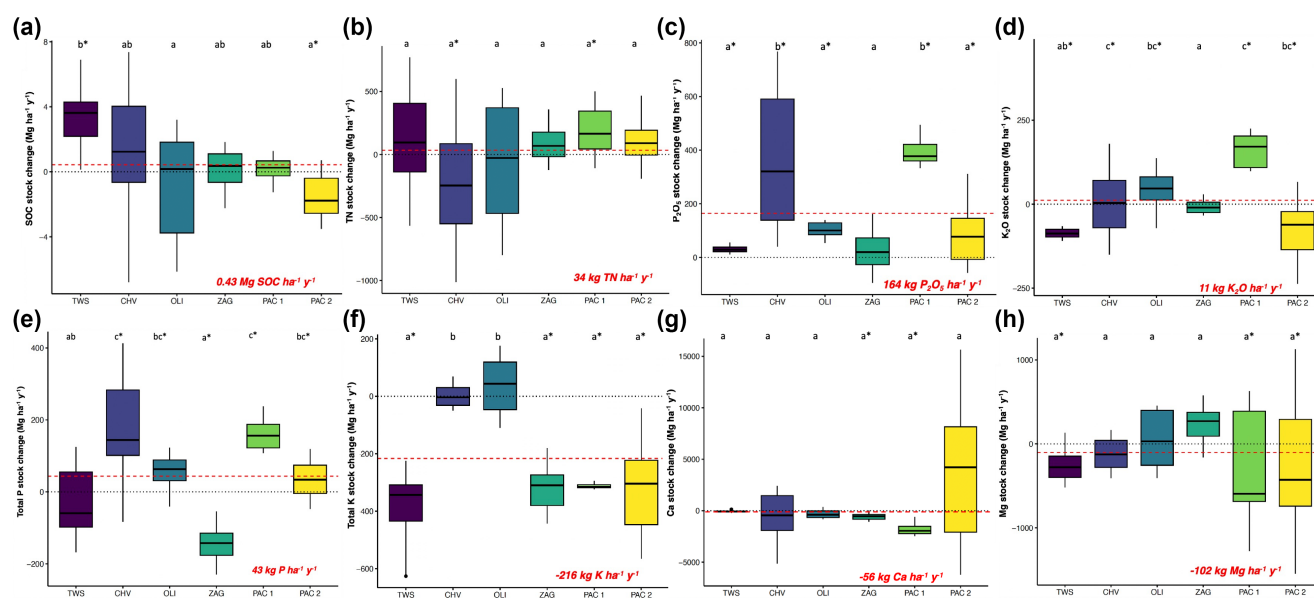 (a)
b* ab a ab ab a*
SOC stock change (Mg ha⁻¹ y⁻¹)
8
4
0
−4
0.43 Mg SOC ha⁻¹ y⁻¹
TWS CHV OLI ZAG PAC 1 PAC 2
(b)
a a* a a a* a
TN stock change (Mg ha⁻¹ y⁻¹)
500
0
−500
−1000
34 kg TN ha⁻¹ y⁻¹
TWS CHV OLI ZAG PAC 1 PAC 2
(c)
a* b* a* a b* a*
P₂O₅ stock change (Mg ha⁻¹ y⁻¹)
800
600
400
200
0
164 kg P₂O₅ ha⁻¹ y⁻¹
TWS CHV OLI ZAG PAC 1 PAC 2
(d)
ab* c* bc* a c* bc*
K₂O stock change (Mg ha⁻¹ y⁻¹)
250
0
−250
11 kg K₂O ha⁻¹ y⁻¹
TWS CHV OLI ZAG PAC 1 PAC 2
(e)
ab c* bc* a* c* bc*
Total P stock change (Mg ha⁻¹ y⁻¹)
400
200
0
−200
43 kg P ha⁻¹ y⁻¹
TWS CHV OLI ZAG PAC 1 PAC 2
(f)
a* b b a* a* a*
Total K stock change (Mg ha⁻¹ y⁻¹)
200
0
200
400
−600
-216 kg K ha⁻¹ y⁻¹
TWS CHV OLI ZAG PAC 1 PAC 2
(g)
a a a a* a* a
Ca stock change (Mg ha⁻¹ y⁻¹)
15000
10000
5000
0
−5000
-56 kg Ca ha⁻¹ y⁻¹
TWS CHV OLI ZAG PAC 1 PAC 2
(h)
a* a a a a* a*
Mg stock change (Mg ha⁻¹ y⁻¹)
1000
0
−1000
-102 kg Mg ha⁻¹ y⁻¹
TWS CHV OLI ZAG PAC 1 PAC 2